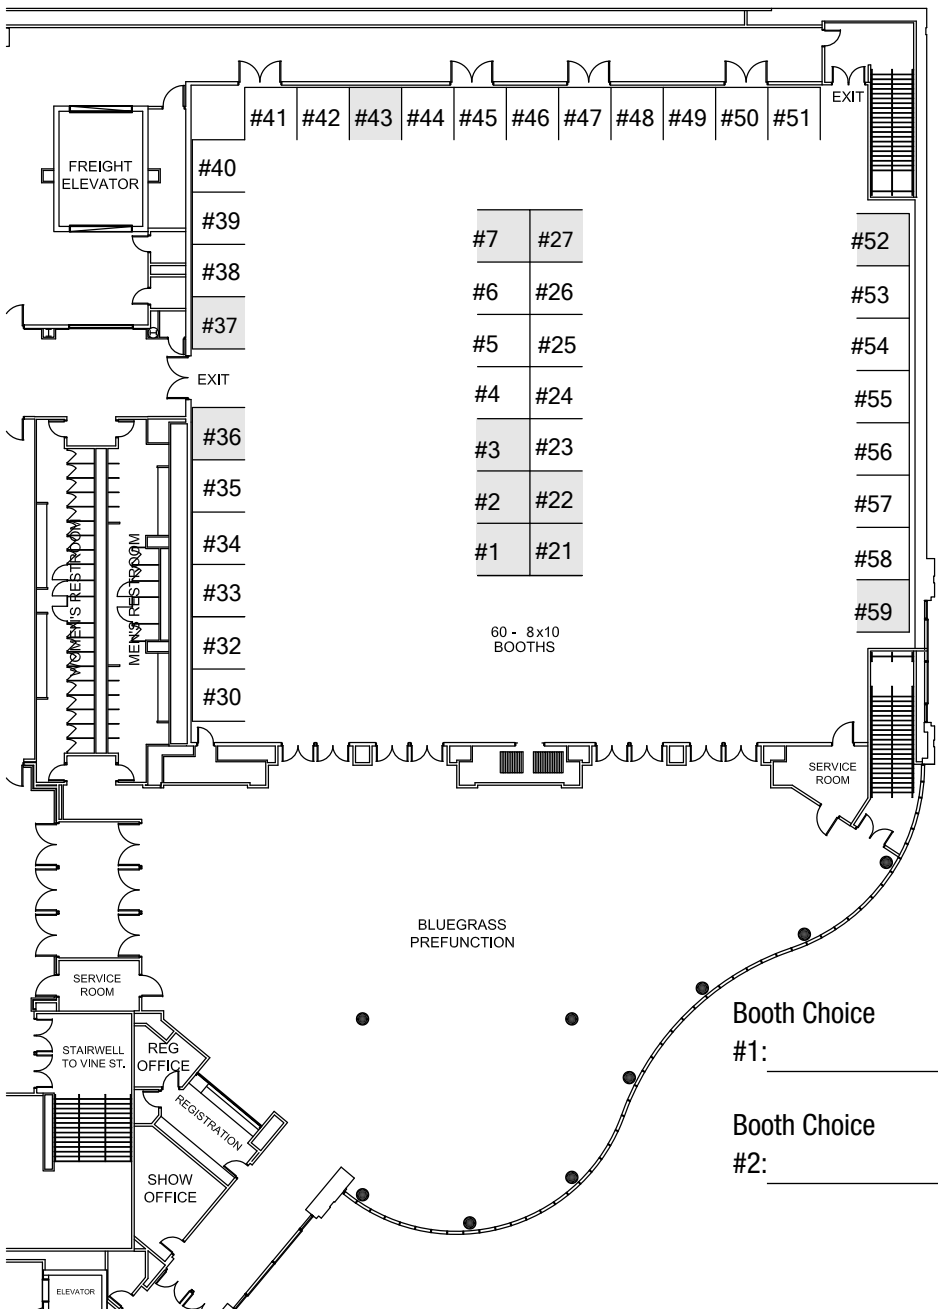 EXIT
#41 #42 #43 #44 #45 #46 #47 #48 #49 #50 #51
FREIGHT
ELEVATOR
#40
#39
#38
#37
EXIT
#36
#35
#34
#33
#32
#30
#7 #27
#6 #26
#5 #25
#4 #24
#3 #23
#2 #22
#1 #21
#52
#53
#54
#55
#56
#57
#58
#59
WOMEN'S RESTROOM
MEN'S RESTROOM
60 - 8x10
BOOTHS
SERVICE
ROOM
BLUEGRASS
PREFUNCTION
SERVICE
ROOM
STAIRWELL
TO VINE ST.
REG
OFFICE
REGISTRATION
SHOW
OFFICE
ELEVATOR
Booth Choice
#1:
Booth Choice
#2: